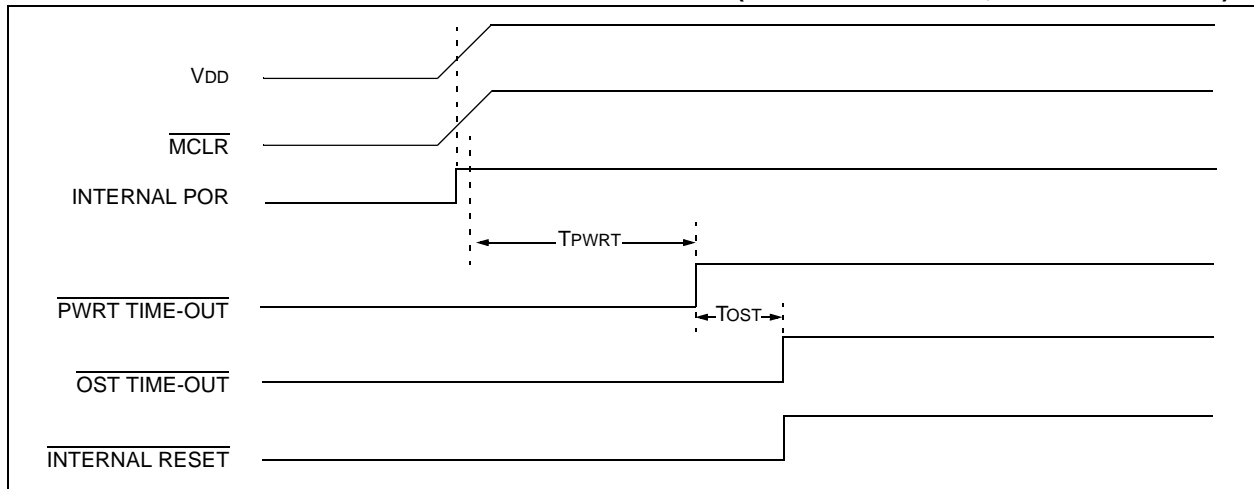 VDD
MCLR
INTERNAL POR
TPWRT
PWRT TIME-OUT
TOST
OST TIME-OUT
INTERNAL RESET